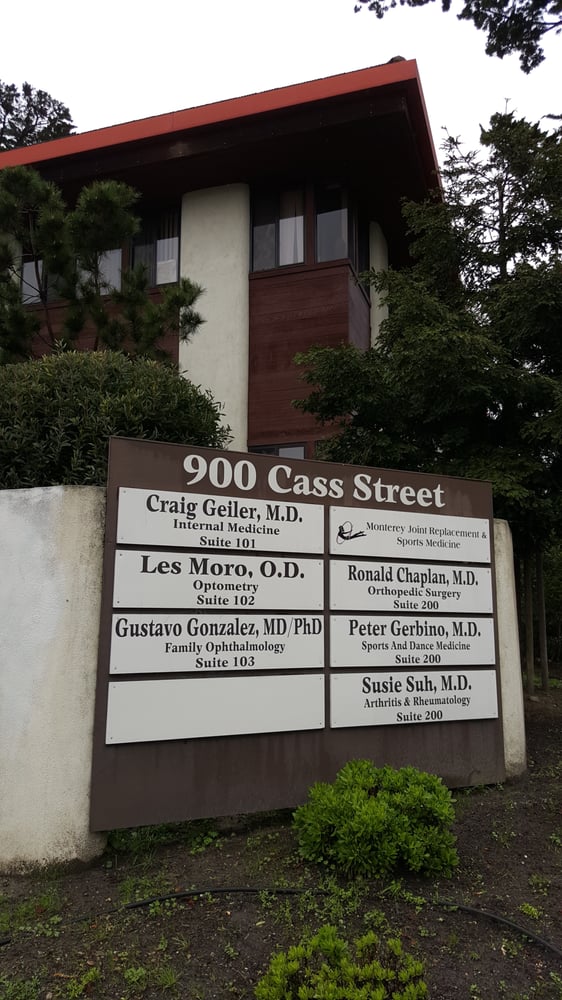 900 Cass Street
Craig Geiler, M.D.
Internal Medicine
Suite 101
Les Moro, O.D.
Optometry
Suite 102
Gustavo Gonzalez, MD/PhD
Family Ophthalmology
Suite 103
Monterey Joint Replacement &
Sports Medicine
Ronald Chaplan, M.D.
Orthopedic Surgery
Suite 200
Peter Gerbino, M.D.
Sports And Dance Medicine
Suite 200
Susie Suh, M.D.
Arthritis & Rheumatology
Suite 200